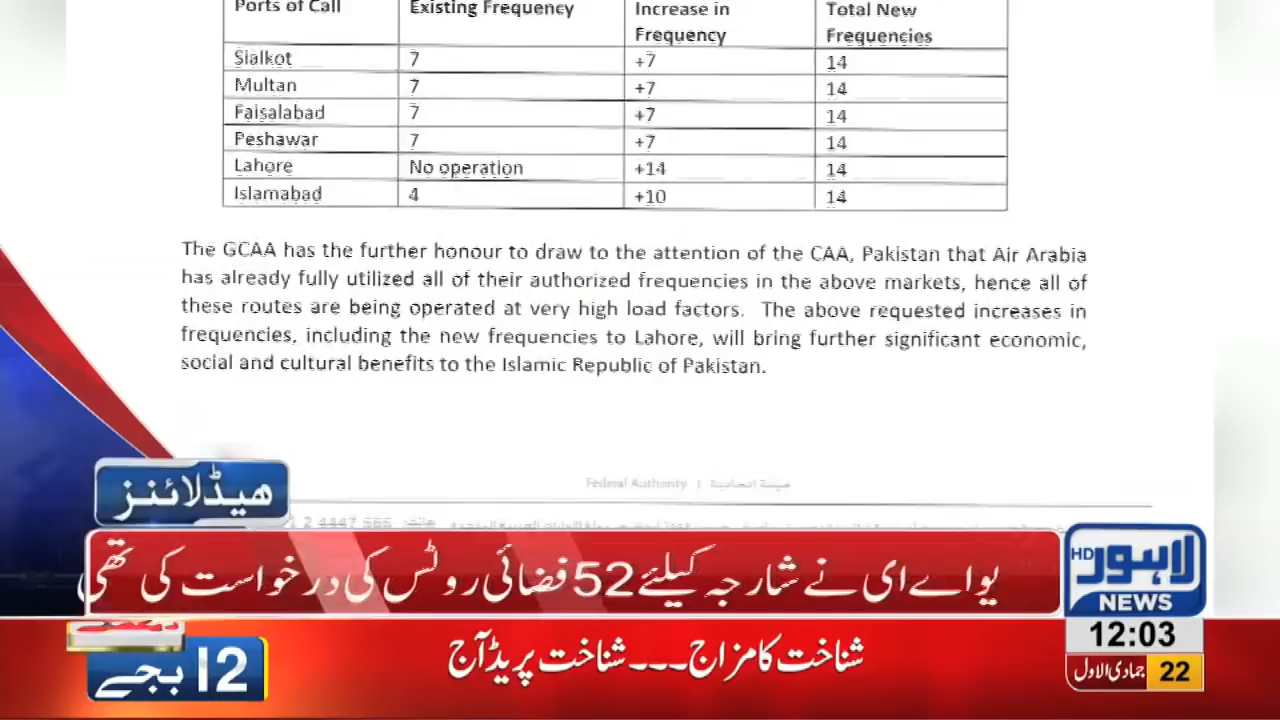 Ports of Call Existing Frequency Increase in Frequency Total New Frequencies
Sialkot 7 +7 14
Multan 7 +7 14
Faisalabad 7 +7 14
Peshawar 7 +7 14
Lahore No operation +14 14
Islamabad 4 +10 14
The GCAA has the further honour to draw to the attention of the CAA, Pakistan that Air Arabia
has already fully utilized all of their authorized frequencies in the above markets, hence all of
these routes are being operated at very high load factors. The above requested increases in
frequencies, including the new frequencies to Lahore, will bring further significant economic,
social and cultural benefits to the Islamic Republic of Pakistan.
Federal Authority | هيئة اتحادية
ھیڈلائنز
یو اے ای نے شارجہ کیلئے 52 فضائی روٹس کی درخواست کی تھی
HD لاہور
NEWS
12:03
22 جمادی الاول
شناخت کا مزاج ۔۔۔ شناخت پریڈ آج
12 بجے